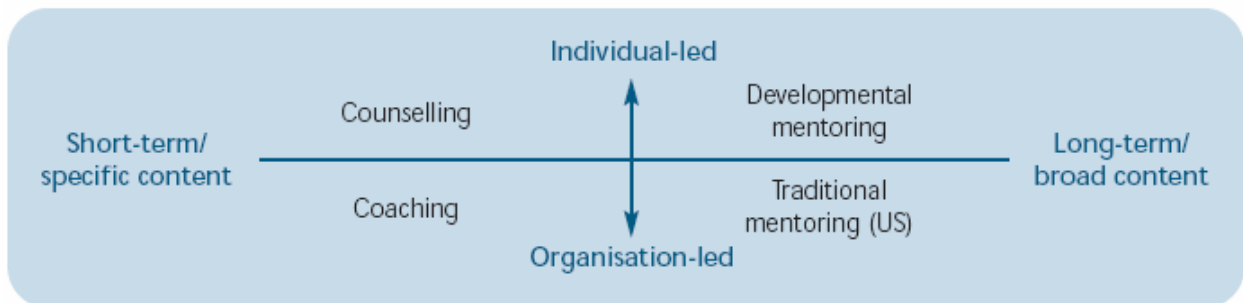 Individual-led
Counselling
Developmental
mentoring
Short-term/
specific content
Long-term/
broad content
Coaching
Traditional
mentoring (US)
Organisation-led